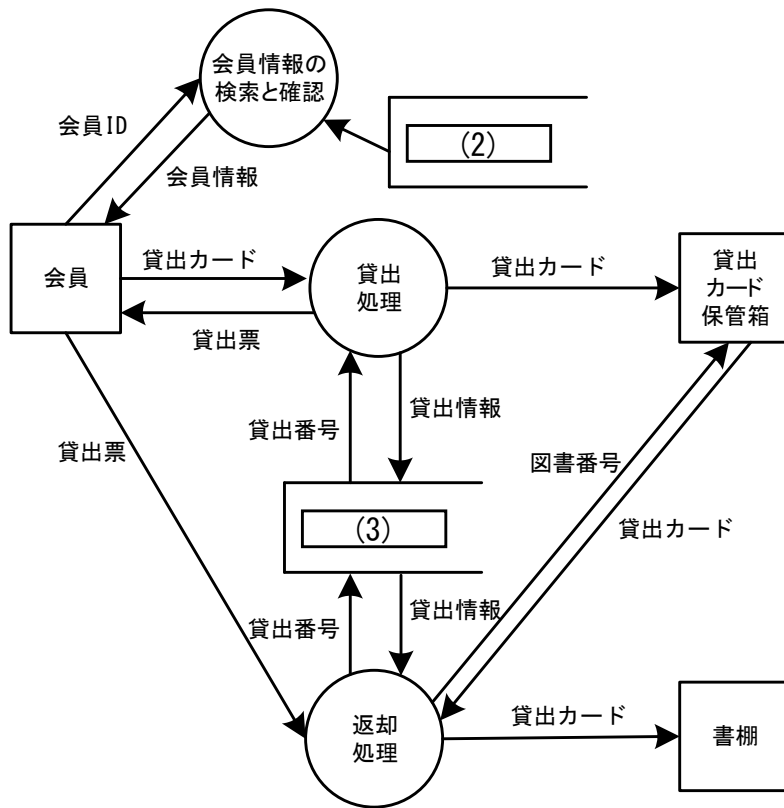 会員情報の
検索と確認
会員ID
(2)
会員情報
会員
貸出カード
貸出
処理
貸出カード
貸出
カード
保管箱
貸出票
貸出票
貸出番号
貸出情報
図書番号
(3)
貸出カード
貸出番号
貸出情報
返却
処理
貸出カード
書棚